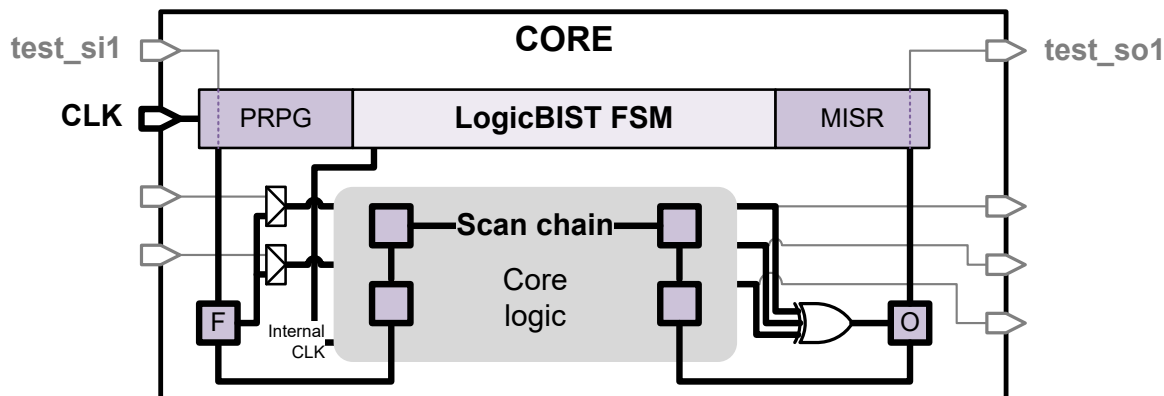 CORE
test_si1
test_so1
CLK
PRPG
LogicBIST FSM
MISR
Scan chain
Core
logic
F
Internal
CLK
O